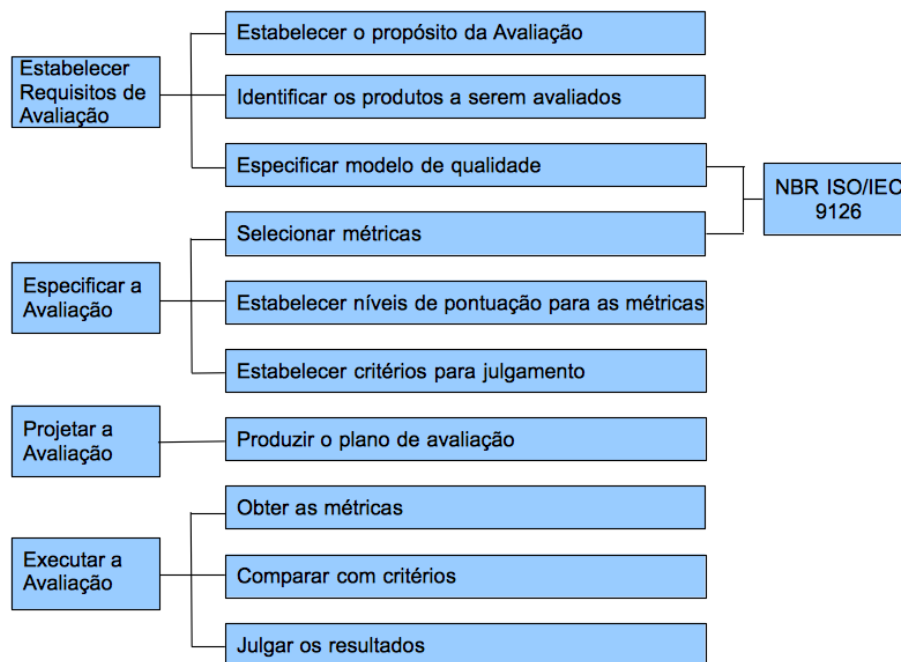 Estabelecer o propósito da Avaliação
Estabelecer
Requisitos de
Avaliação
Identificar os produtos a serem avaliados
Especificar modelo de qualidade
NBR ISO/IEC
9126
Selecionar métricas
Especificar a
Avaliação
Estabelecer níveis de pontuação para as métricas
Estabelecer critérios para julgamento
Projetar a
Avaliação
Produzir o plano de avaliação
Obter as métricas
Executar a
Avaliação
Comparar com critérios
Julgar os resultados